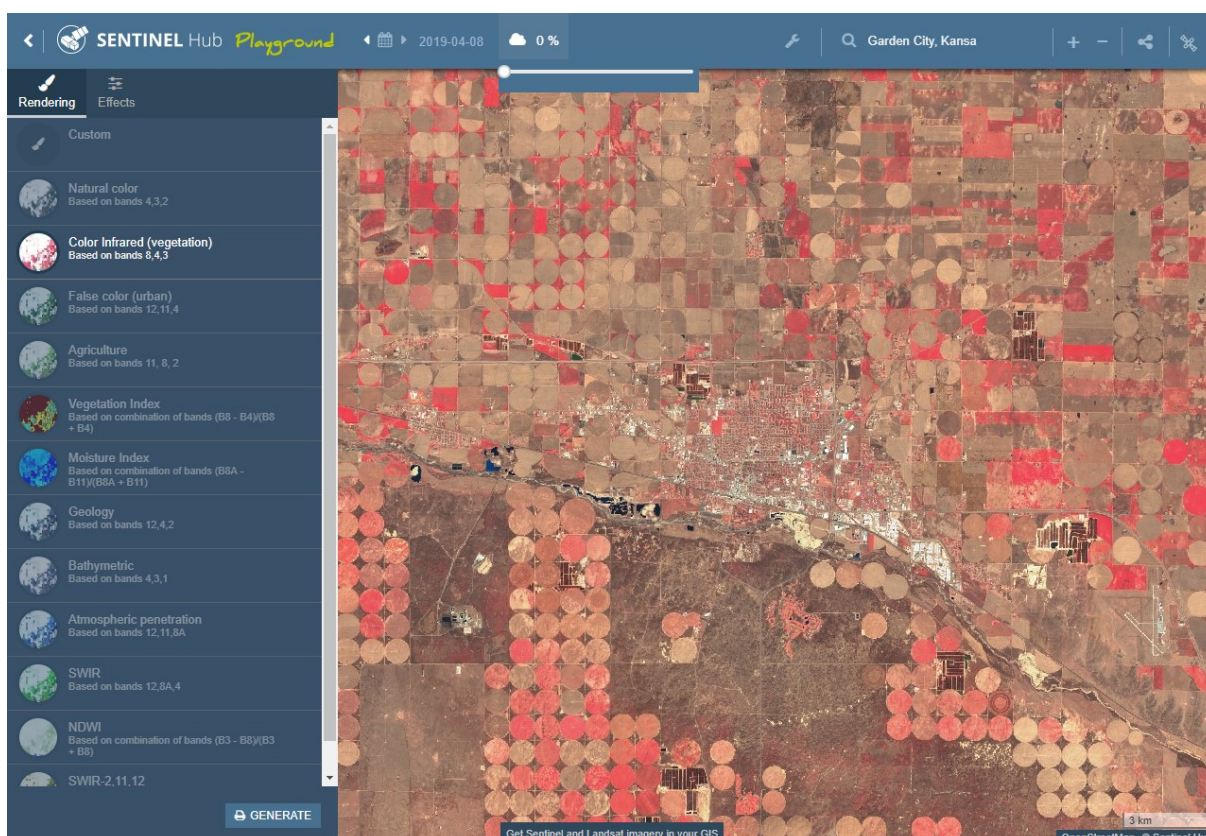 SENTINEL Hub Playground
2019-04-08
0 %
Garden City, Kansa
Rendering
Effects
Custom
Natural color
Based on bands 4,3,2
Color Infrared (vegetation)
Based on bands 8,4,3
False color (urban)
Based on bands 12,11,4
Agriculture
Based on bands 11, 8, 2
Vegetation Index
Based on combination of bands (B8 - B4)/(B8
+ B4)
Moisture Index
Based on combination of bands (B8A -
B11)/(B8A + B11)
Geology
Based on bands 12,4,2
Bathymetric
Based on bands 4,3,1
Atmospheric penetration
Based on bands 12,11,8A
SWIR
Based on bands 12,8A,4
NDWI
Based on combination of bands (B3 - B8)/(B3
+ B8)
SWIR-2,11,12
GENERATE
3 km
Get Sentinel and Landsat imagery in your GIS
OpenStreetMap © Sentinel Hu